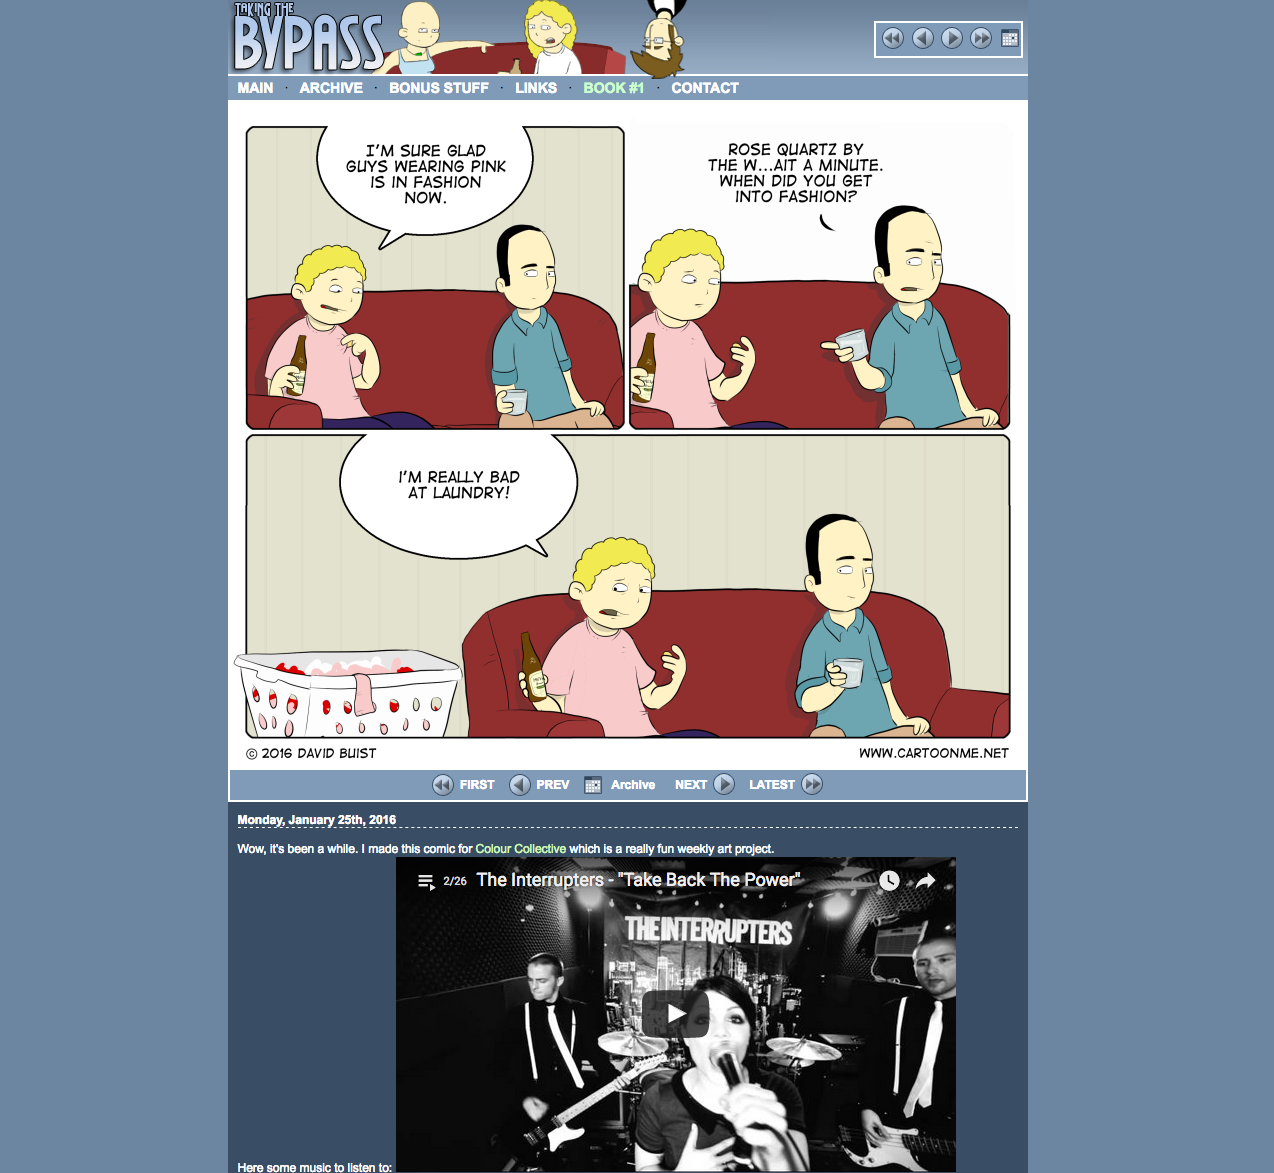 TAKING THE
BYPASS
MAIN · ARCHIVE · BONUS STUFF · LINKS · BOOK #1 · CONTACT
I'M SURE GLAD
GUYS WEARING PINK
IS IN FASHION
NOW.
ROSE QUARTZ BY
THE W...AIT A MINUTE.
WHEN DID YOU GET
INTO FASHION?
I'M REALLY BAD
AT LAUNDRY!
© 2016 DAVID BUIST
WWW.CARTOONME.NET
FIRST PREV Archive NEXT LATEST
Monday, January 25th, 2016
Wow, it's been a while. I made this comic for Colour Collective which is a really fun weekly art project.
2/26 The Interrupters - "Take Back The Power"
THE INTERRUPTERS
Here some music to listen to: